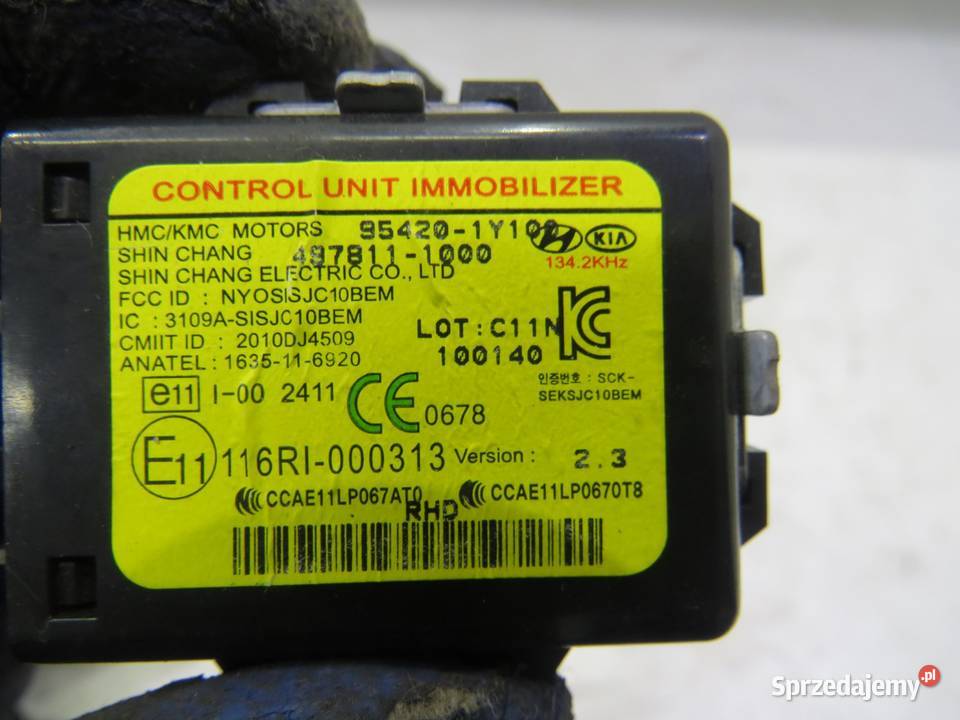 CONTROL UNIT IMMOBILIZER
HMC/KMC MOTORS 95420-1Y100
SHIN CHANG 497811-1000
KIA
SHIN CHANG ELECTRIC CO., LTD
134.2KHz
FCC ID : NYOSISJC10BEM
IC : 3109A-SISJC10BEM
LOT:C11N
CMIIT ID : 2010DJ4509
100140
ANATEL : 1635-11-6920
인증번호 : SCK-
SEKSJC10BEM
e11 I-00 2411
CE 0678
E11 116RI-000313 Version : 2.3
CCAE11LP067AT0 CCAE11LP0670T8
RHD
Sprzedajemy.pl